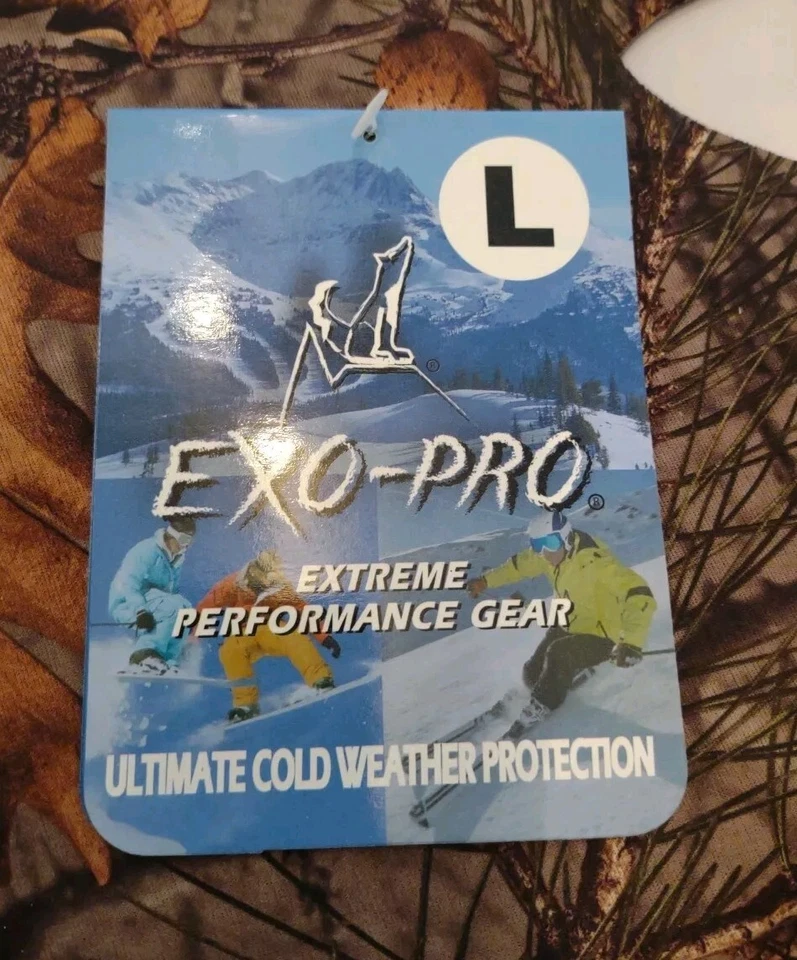 L
®
EXO-PRO®
EXTREME
PERFORMANCE GEAR
ULTIMATE COLD WEATHER PROTECTION